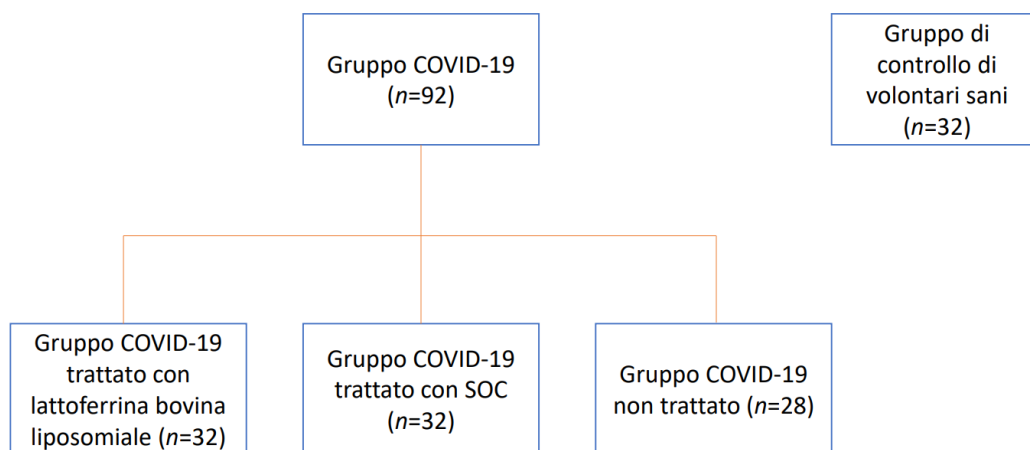 Gruppo COVID-19
(n=92)
Gruppo di
controllo di
volontari sani
(n=32)
Gruppo COVID-19
trattato con
lattoferrina bovina
liposomiale (n=32)
Gruppo COVID-19
trattato con SOC
(n=32)
Gruppo COVID-19
non trattato (n=28)